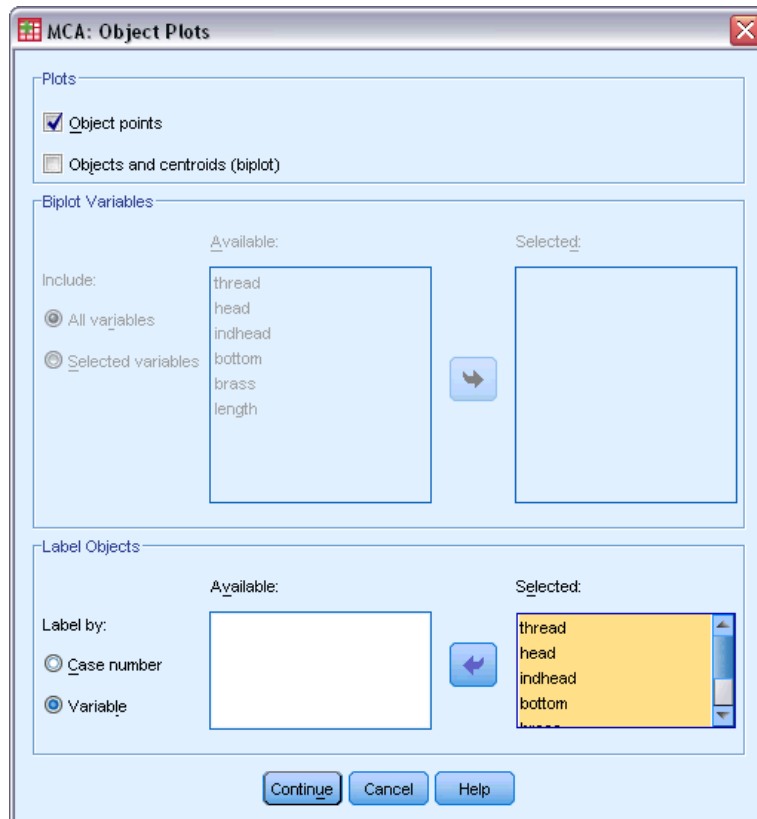 MCA: Object Plots
Plots
Object points
Objects and centroids (biplot)
Biplot Variables
Available:
Selected:
Include:
All variables
Selected variables
thread
head
indhead
bottom
brass
length
Label Objects
Available:
Selected:
Label by:
Case number
Variable
thread
head
indhead
bottom
Continue
Cancel
Help